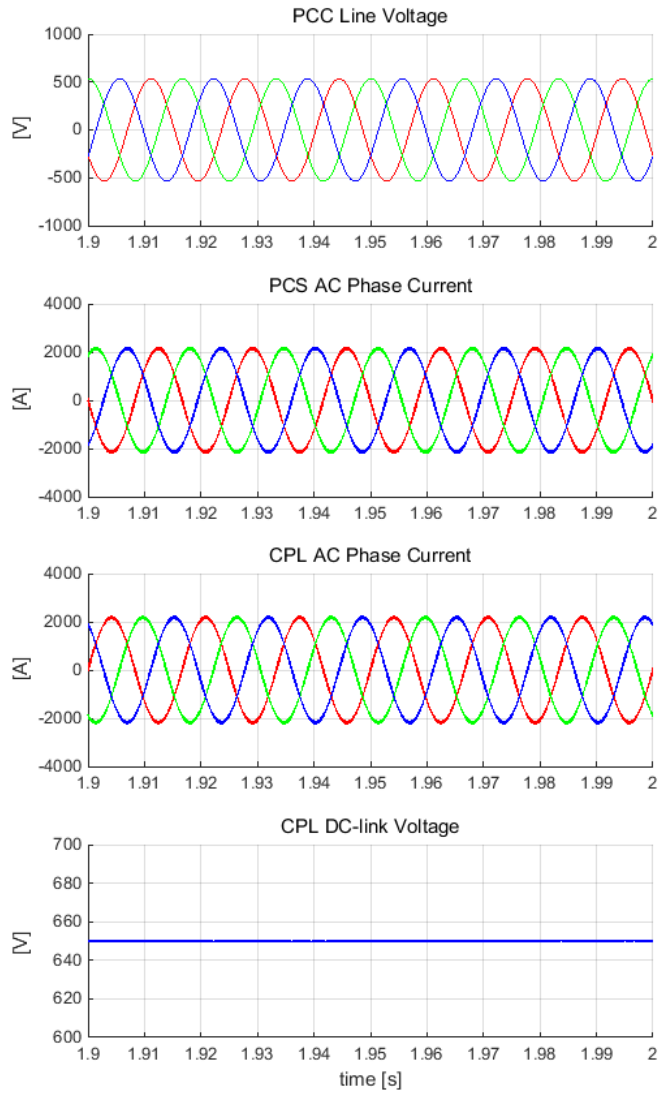 PCC Line Voltage
1000
500
0
-500
-1000
[V]
1.9 1.91 1.92 1.93 1.94 1.95 1.96 1.97 1.98 1.99 2
PCS AC Phase Current
4000
2000
0
-2000
-4000
[A]
1.9 1.91 1.92 1.93 1.94 1.95 1.96 1.97 1.98 1.99 2
CPL AC Phase Current
4000
2000
0
-2000
-4000
[A]
1.9 1.91 1.92 1.93 1.94 1.95 1.96 1.97 1.98 1.99 2
CPL DC-link Voltage
700
680
660
640
620
600
[V]
1.9 1.91 1.92 1.93 1.94 1.95 1.96 1.97 1.98 1.99 2
time [s]